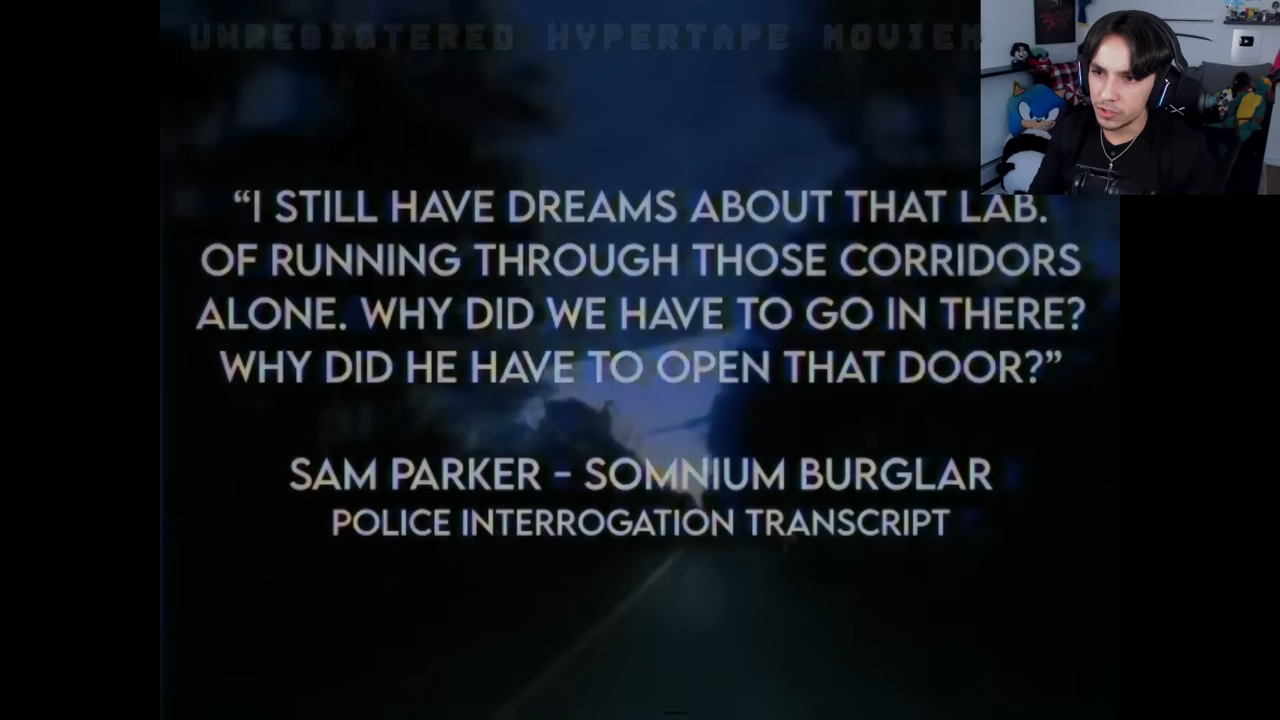 UNREGISTERED HYPERTAPE MOVIEM
“I STILL HAVE DREAMS ABOUT THAT LAB.
OF RUNNING THROUGH THOSE CORRIDORS
ALONE. WHY DID WE HAVE TO GO IN THERE?
WHY DID HE HAVE TO OPEN THAT DOOR?”
SAM PARKER - SOMNIUM BURGLAR
POLICE INTERROGATION TRANSCRIPT